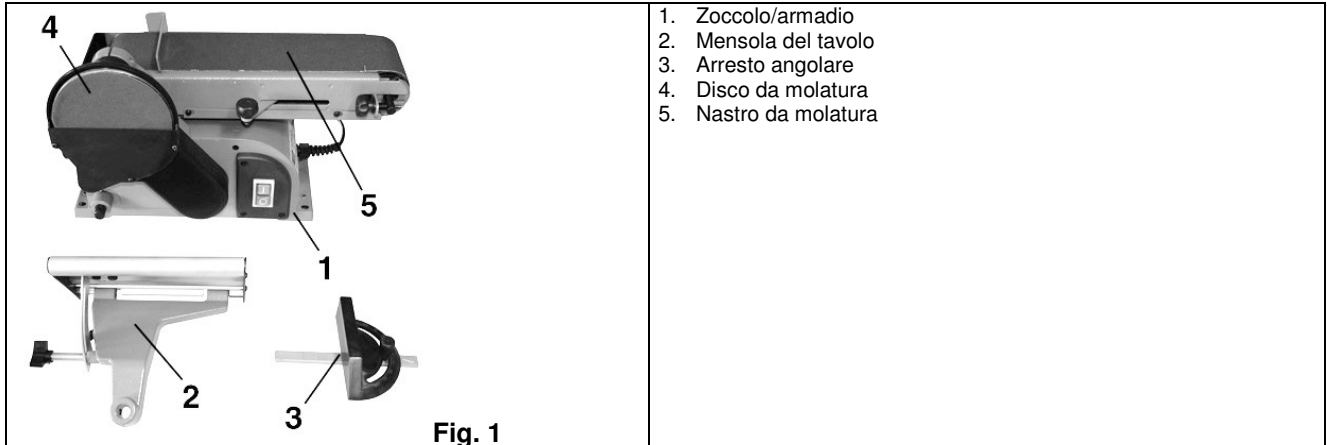 4
5
1
2
3
Fig. 1
1. Zoccolo/armadio
2. Mensola del tavolo
3. Arresto angolare
4. Disco da molatura
5. Nastro da molatura